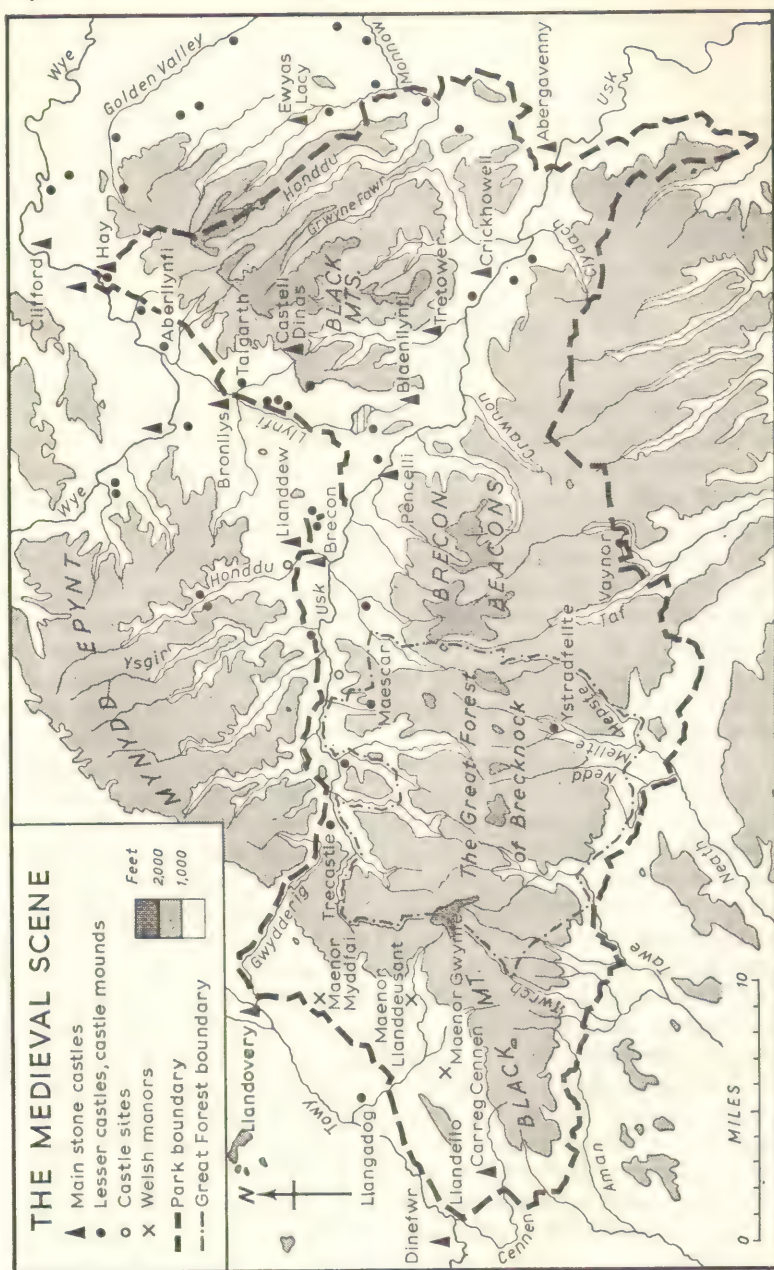 THE MEDIEVAL SCENE
Main stone castles
Lesser castles, castle mounds
Castle sites
Welsh manors
Park boundary
Great Forest boundary
Feet
2,000
1,000
N
Llandovery
Towy
Llangadog
Dinefwr
Llandeilo
Carreg Cennen
Cennen
Maenor
Myddfai
Maenor
Llanddeusant
Maenor Gwynfe
BLACK MT.
Aman
Twrch
Tawe
Gwydderig
Trecastle
MYNYDD EPYNT
Ysgir
Honddu
Usk
Maescar
The Great Forest
of Brecknock
Ystradfellte
Nedd
Mellte
Hepste
Neath
Taf
Vaynor
BRECON
BEACONS
Llanddew
Brecon
Pencelli
Wye
Bronllys
Llynfi
Talgarth
Castell
Dinas
Blaenllynfi
BLACK
MTS.
Tretower
Crickhowell
Crawnon
Clydach
Aberllynfi
Clifford
Hay
Wye
Golden Valley
Ewyas
Lacy
Monnow
Honddu
Grwyne Fawr
Abergavenny
Usk
0
10
MILES